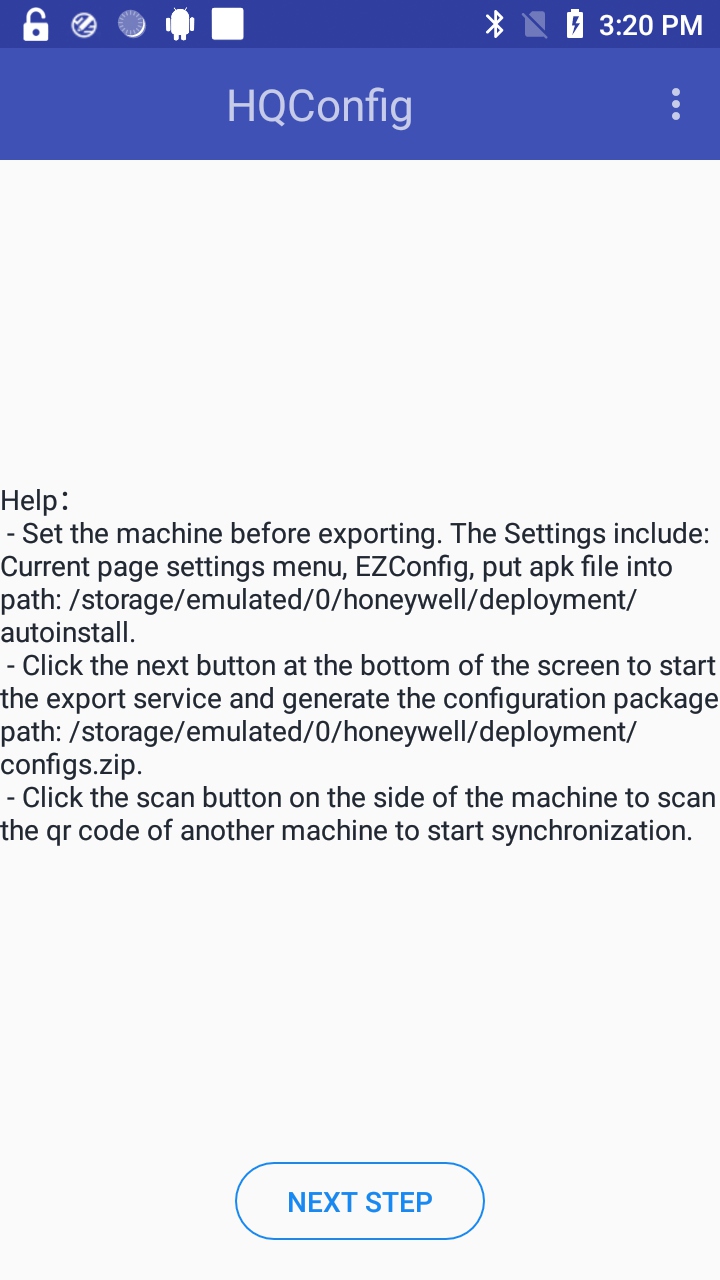 3:20 PM
HQConfig
Help：
- Set the machine before exporting. The Settings include:
Current page settings menu, EZConfig, put apk file into
path: /storage/emulated/0/honeywell/deployment/
autoinstall.
- Click the next button at the bottom of the screen to start
the export service and generate the configuration package
path: /storage/emulated/0/honeywell/deployment/
configs.zip.
- Click the scan button on the side of the machine to scan
the qr code of another machine to start synchronization.
NEXT STEP